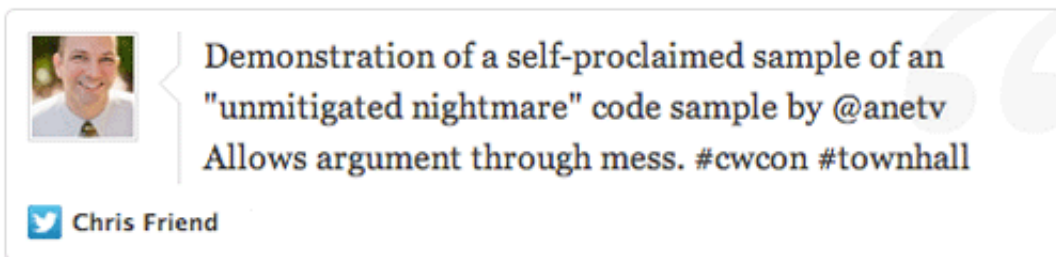 Demonstration of a self-proclaimed sample of an
"unmitigated nightmare" code sample by @anetv
Allows argument through mess. #cwcon #townhall
Chris Friend